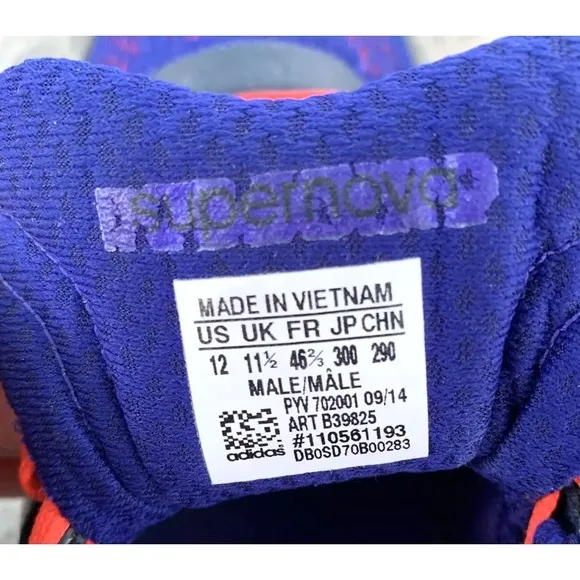 supernova
MADE IN VIETNAM
US UK FR JP CHN
12 11½ 46⅔ 300 290
MALE/MÂLE
PYV 702001 09/14
ART B39825
#110561193
adidas DB0SD70B00283